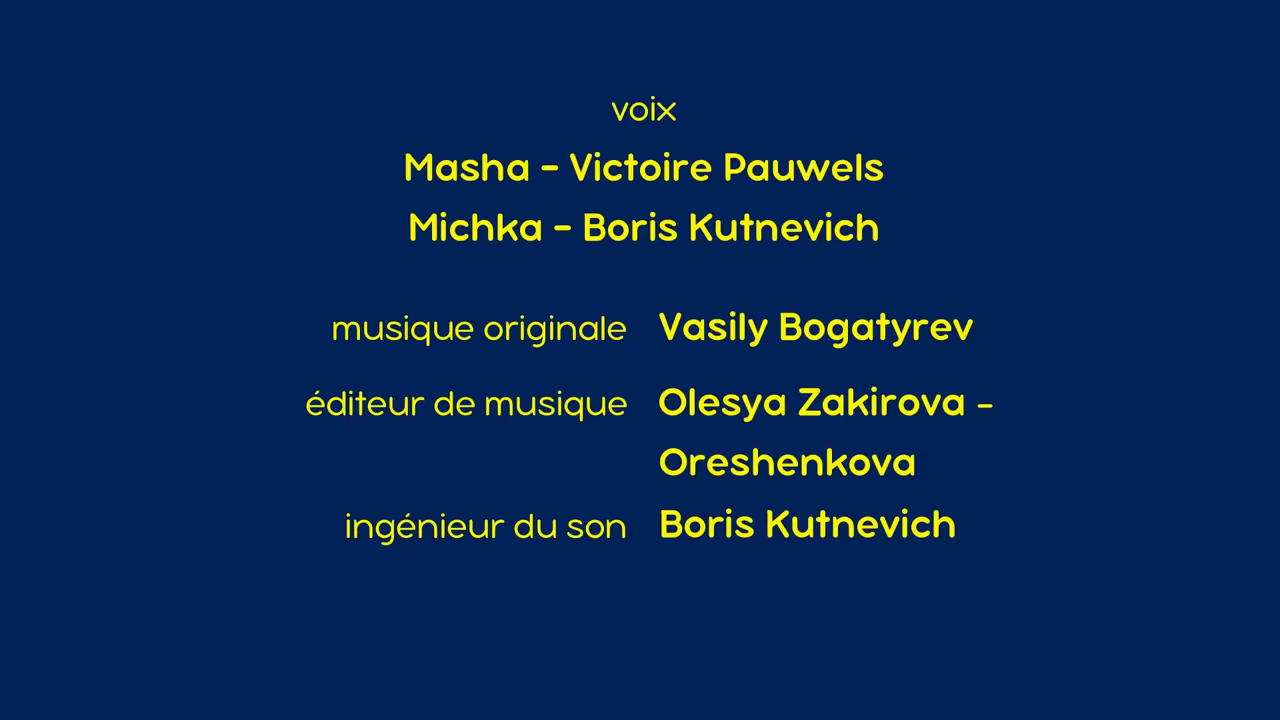 voix
Masha - Victoire Pauwels
Michka - Boris Kutnevich
musique originale Vasily Bogatyrev
éditeur de musique Olesya Zakirova -
Oreshenkova
ingénieur du son Boris Kutnevich